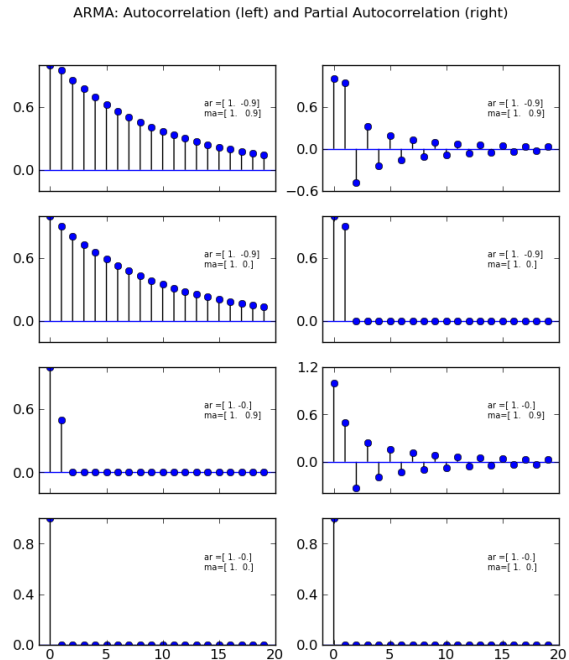 ARMA: Autocorrelation (left) and Partial Autocorrelation (right)
0.6
0.0
ar =[ 1.  -0.9]
ma=[ 1.   0.9]
0.6
0.0
−0.6
ar =[ 1.  -0.9]
ma=[ 1.   0.9]
0.6
0.0
ar =[ 1.  -0.9]
ma=[ 1.  0.]
0.6
0.0
ar =[ 1.  -0.9]
ma=[ 1.  0.]
0.6
0.0
ar =[ 1. -0.]
ma=[ 1.   0.9]
1.2
0.6
0.0
ar =[ 1. -0.]
ma=[ 1.   0.9]
0.8
0.4
0.0
ar =[ 1. -0.]
ma=[ 1.  0.]
0 5 10 15 20
0.8
0.4
0.0
ar =[ 1. -0.]
ma=[ 1.  0.]
0 5 10 15 20